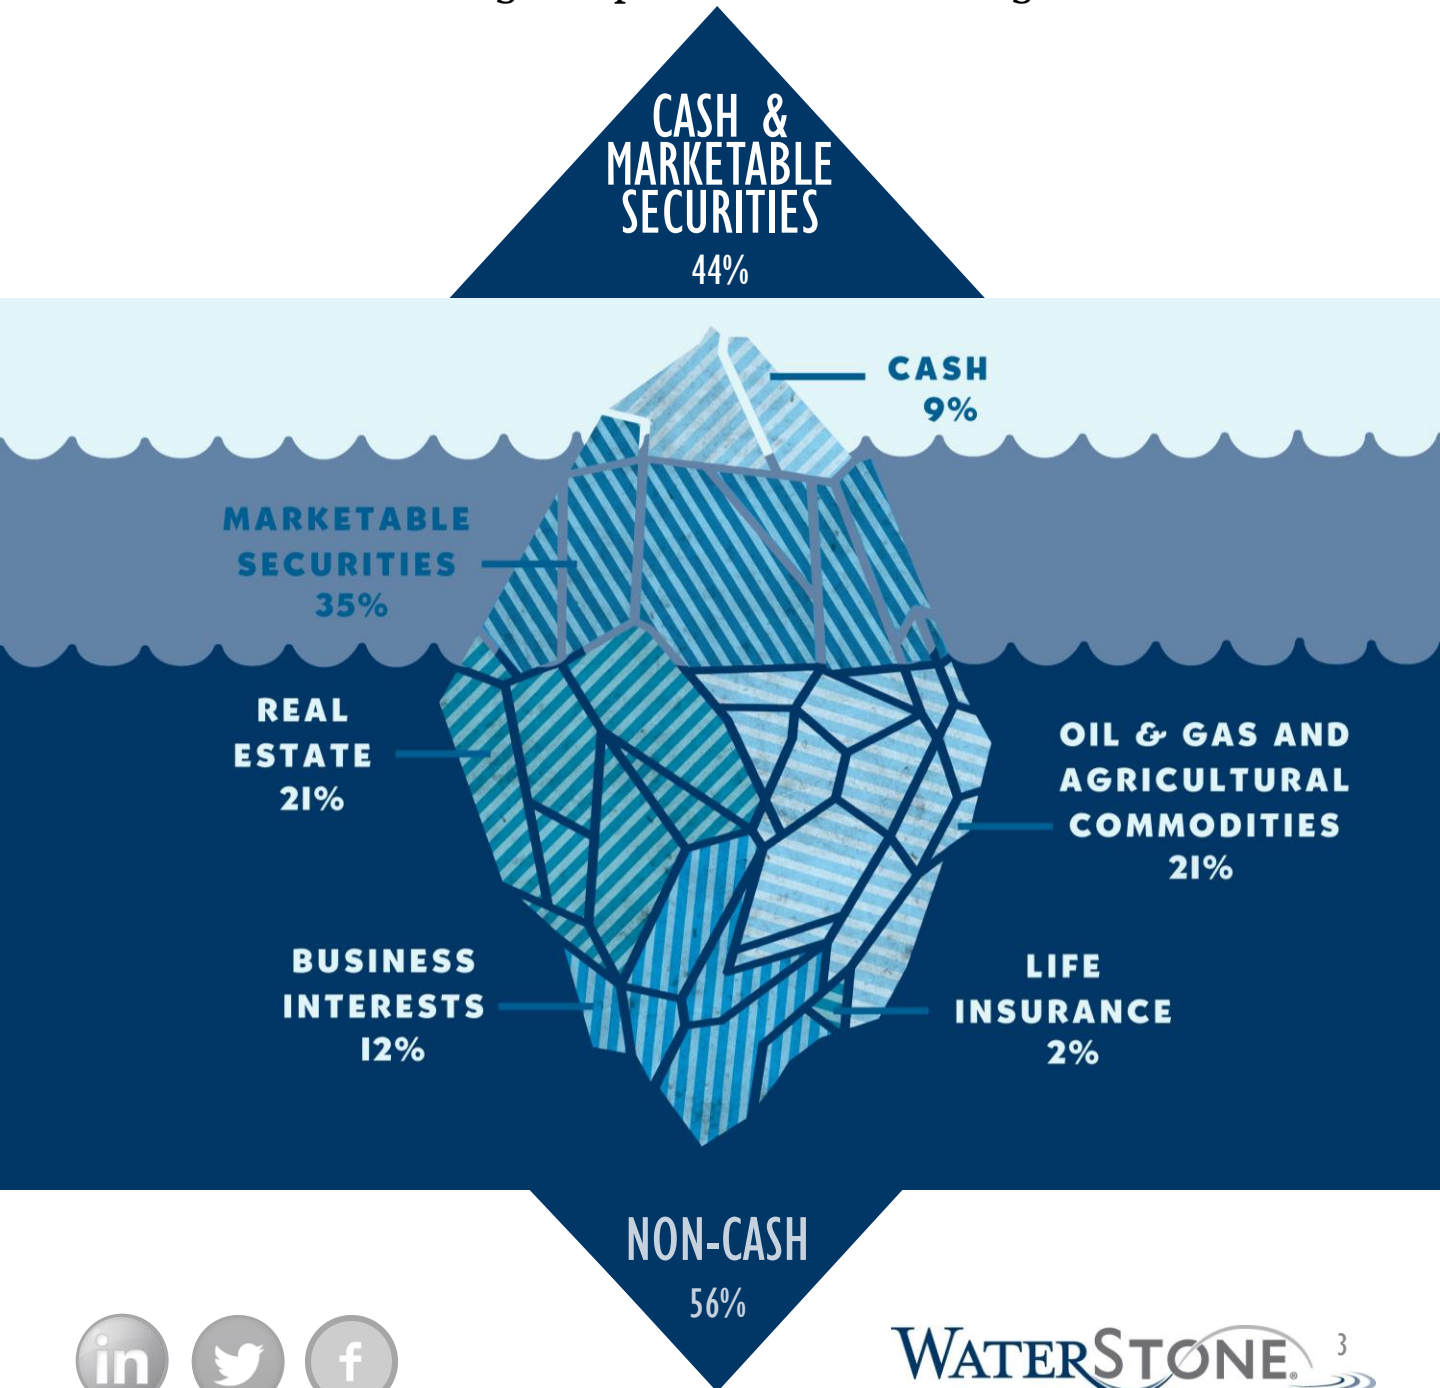 CASH &
MARKETABLE
SECURITIES
44%
CASH
9%
MARKETABLE
SECURITIES
35%
REAL
ESTATE
21%
OIL & GAS AND
AGRICULTURAL
COMMODITIES
21%
BUSINESS
INTERESTS
12%
LIFE
INSURANCE
2%
NON-CASH
56%
in
f
WATERSTONE®
3